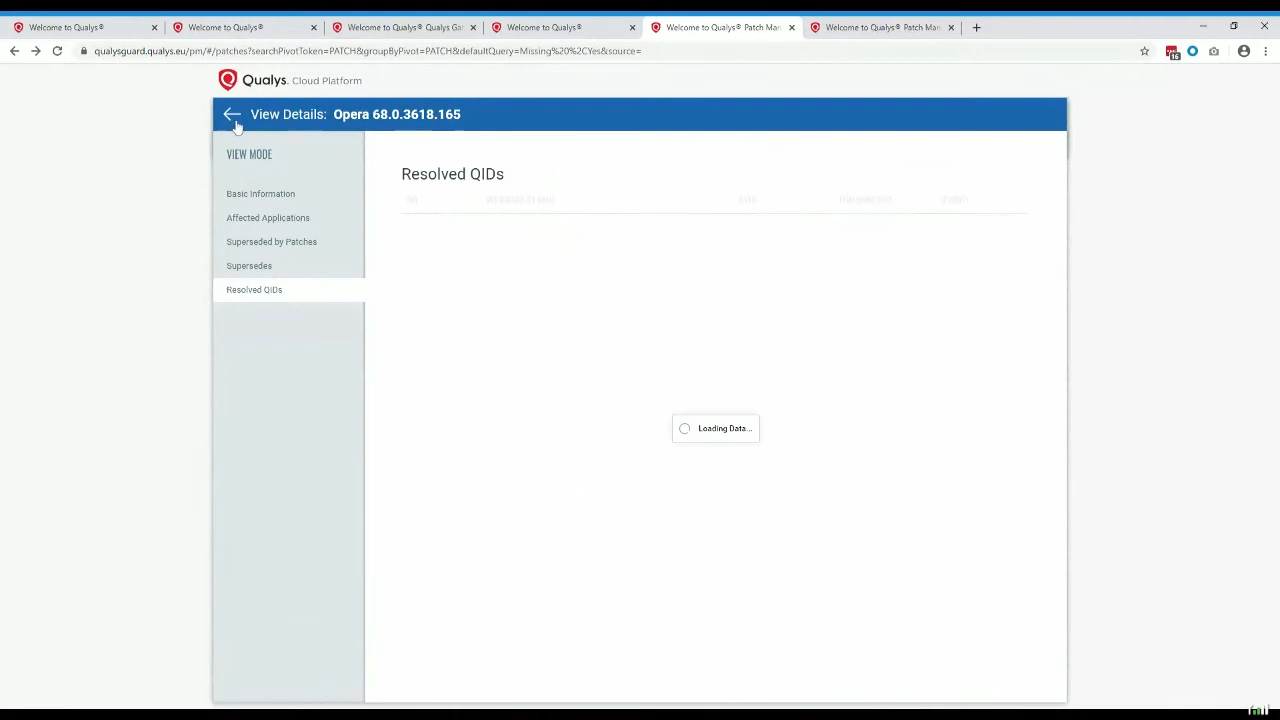 Welcome to Qualys®
Welcome to Qualys®
Welcome to Qualys® Qualys Ga
Welcome to Qualys®
Welcome to Qualys® Patch Man
Welcome to Qualys® Patch Man
qualysguard.qualys.eu/pm/#/patches?searchPivotToken=PATCH&groupByPivot=PATCH&defaultQuery=Missing%20%2CYes&source=
Qualys. Cloud Platform
View Details: Opera 68.0.3618.165
VIEW MODE
Basic Information
Affected Applications
Superseded by Patches
Supersedes
Resolved QIDs
Resolved QIDs
Loading Data...